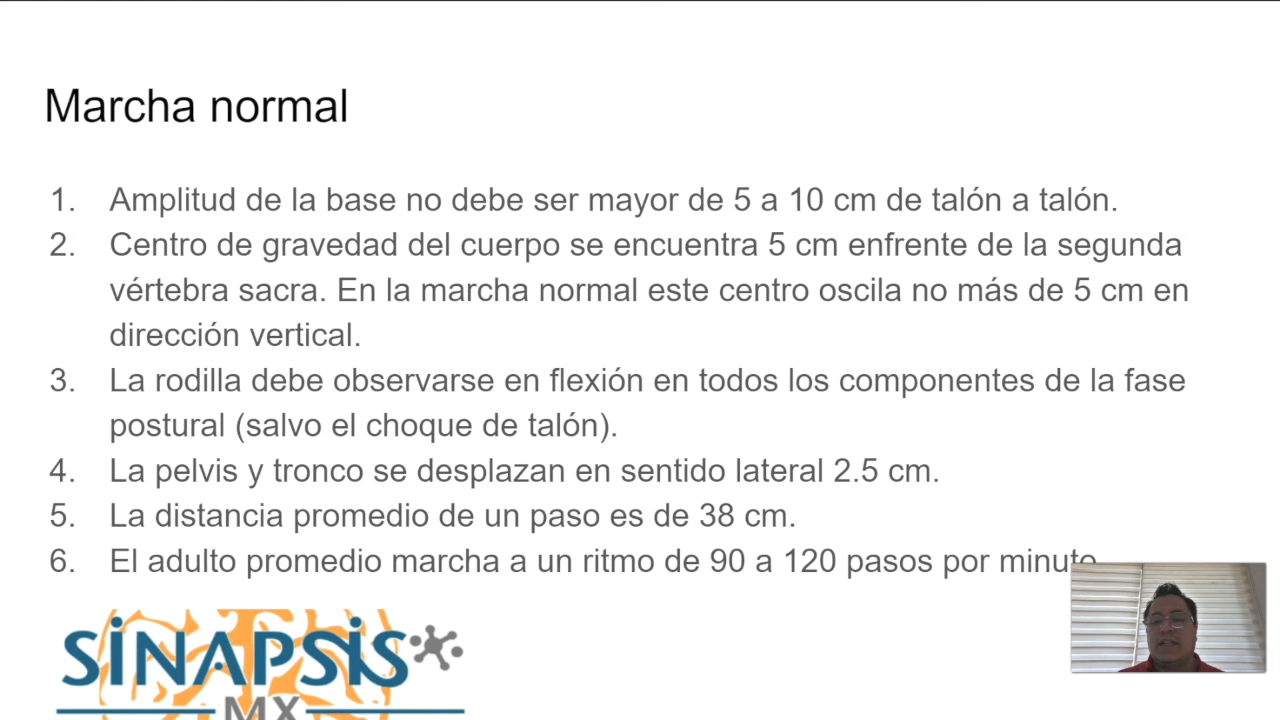 Marcha normal
1. Amplitud de la base no debe ser mayor de 5 a 10 cm de talón a talón.
2. Centro de gravedad del cuerpo se encuentra 5 cm enfrente de la segunda
vértebra sacra. En la marcha normal este centro oscila no más de 5 cm en
dirección vertical.
3. La rodilla debe observarse en flexión en todos los componentes de la fase
postural (salvo el choque de talón).
4. La pelvis y tronco se desplazan en sentido lateral 2.5 cm.
5. La distancia promedio de un paso es de 38 cm.
6. El adulto promedio marcha a un ritmo de 90 a 120 pasos por minuto
SiNAPSiS
MX